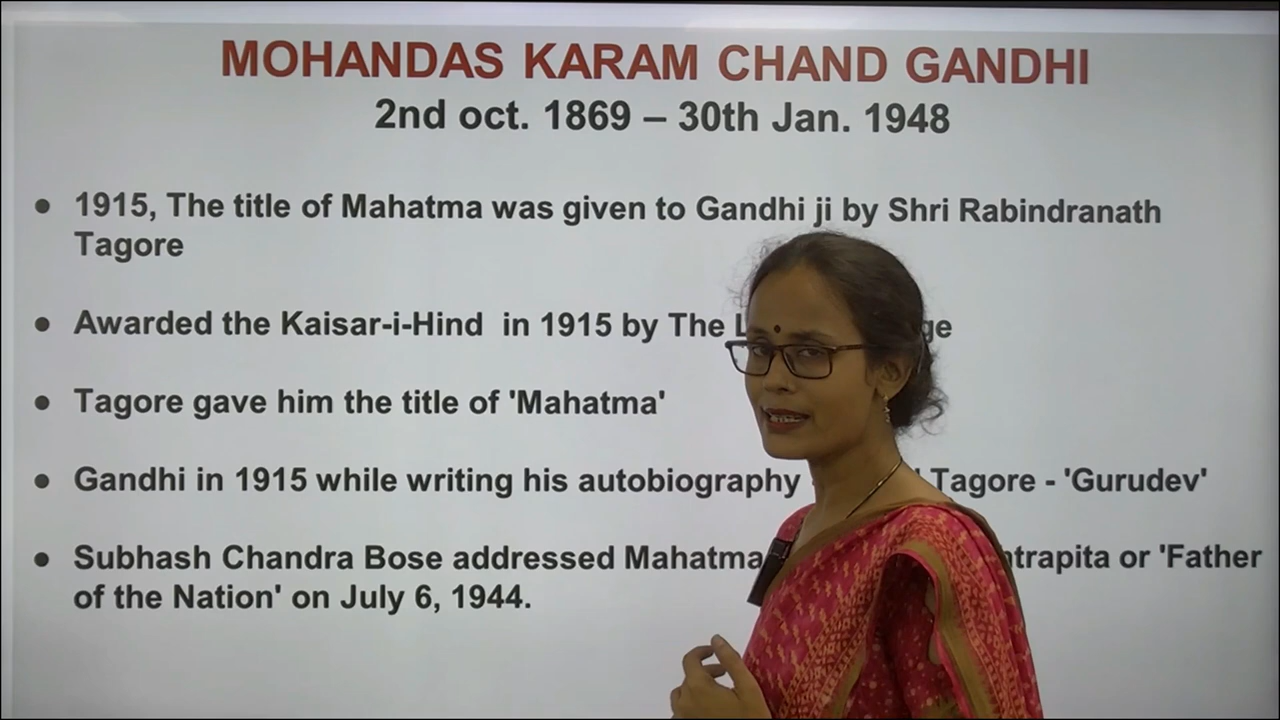 MOHANDAS KARAM CHAND GANDHI
2nd oct. 1869 – 30th Jan. 1948
● 1915, The title of Mahatma was given to Gandhi ji by Shri Rabindranath
Tagore
● Awarded the Kaisar-i-Hind in 1915 by The
● Tagore gave him the title of 'Mahatma'
● Gandhi in 1915 while writing his autobiography Tagore - 'Gurudev'
● Subhash Chandra Bose addressed Mahatma or 'Father
of the Nation' on July 6, 1944.